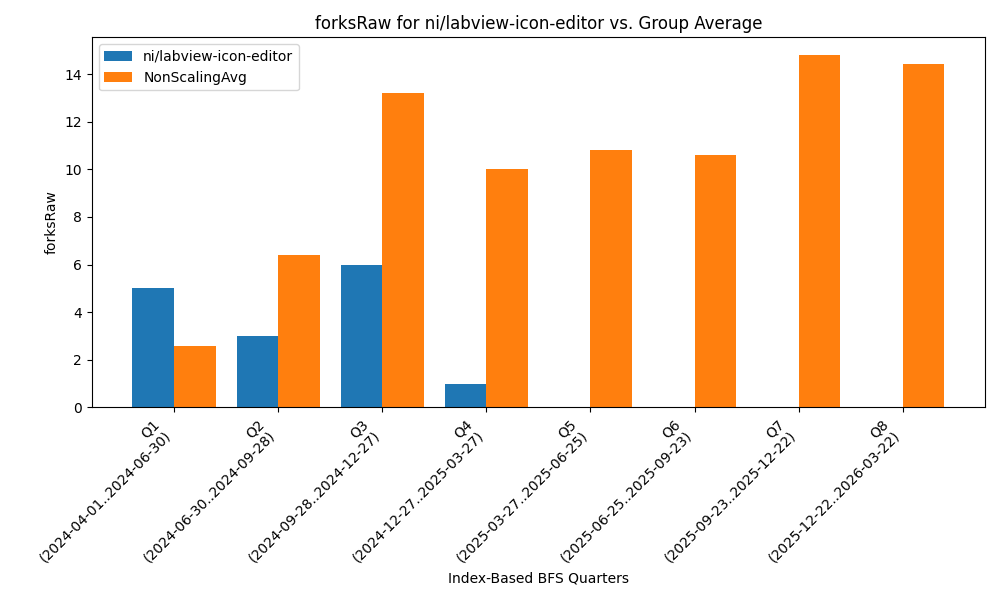 forksRaw for ni/labview-icon-editor vs. Group Average
ni/labview-icon-editor
NonScalingAvg
forksRaw
14
12
10
8
6
4
2
0
Q1
(2024-04-01..2024-06-30)
Q2
(2024-06-30..2024-09-28)
Q3
(2024-09-28..2024-12-27)
Q4
(2024-12-27..2025-03-27)
Q5
(2025-03-27..2025-06-25)
Q6
(2025-06-25..2025-09-23)
Q7
(2025-09-23..2025-12-22)
Q8
(2025-12-22..2026-03-22)
Index-Based BFS Quarters